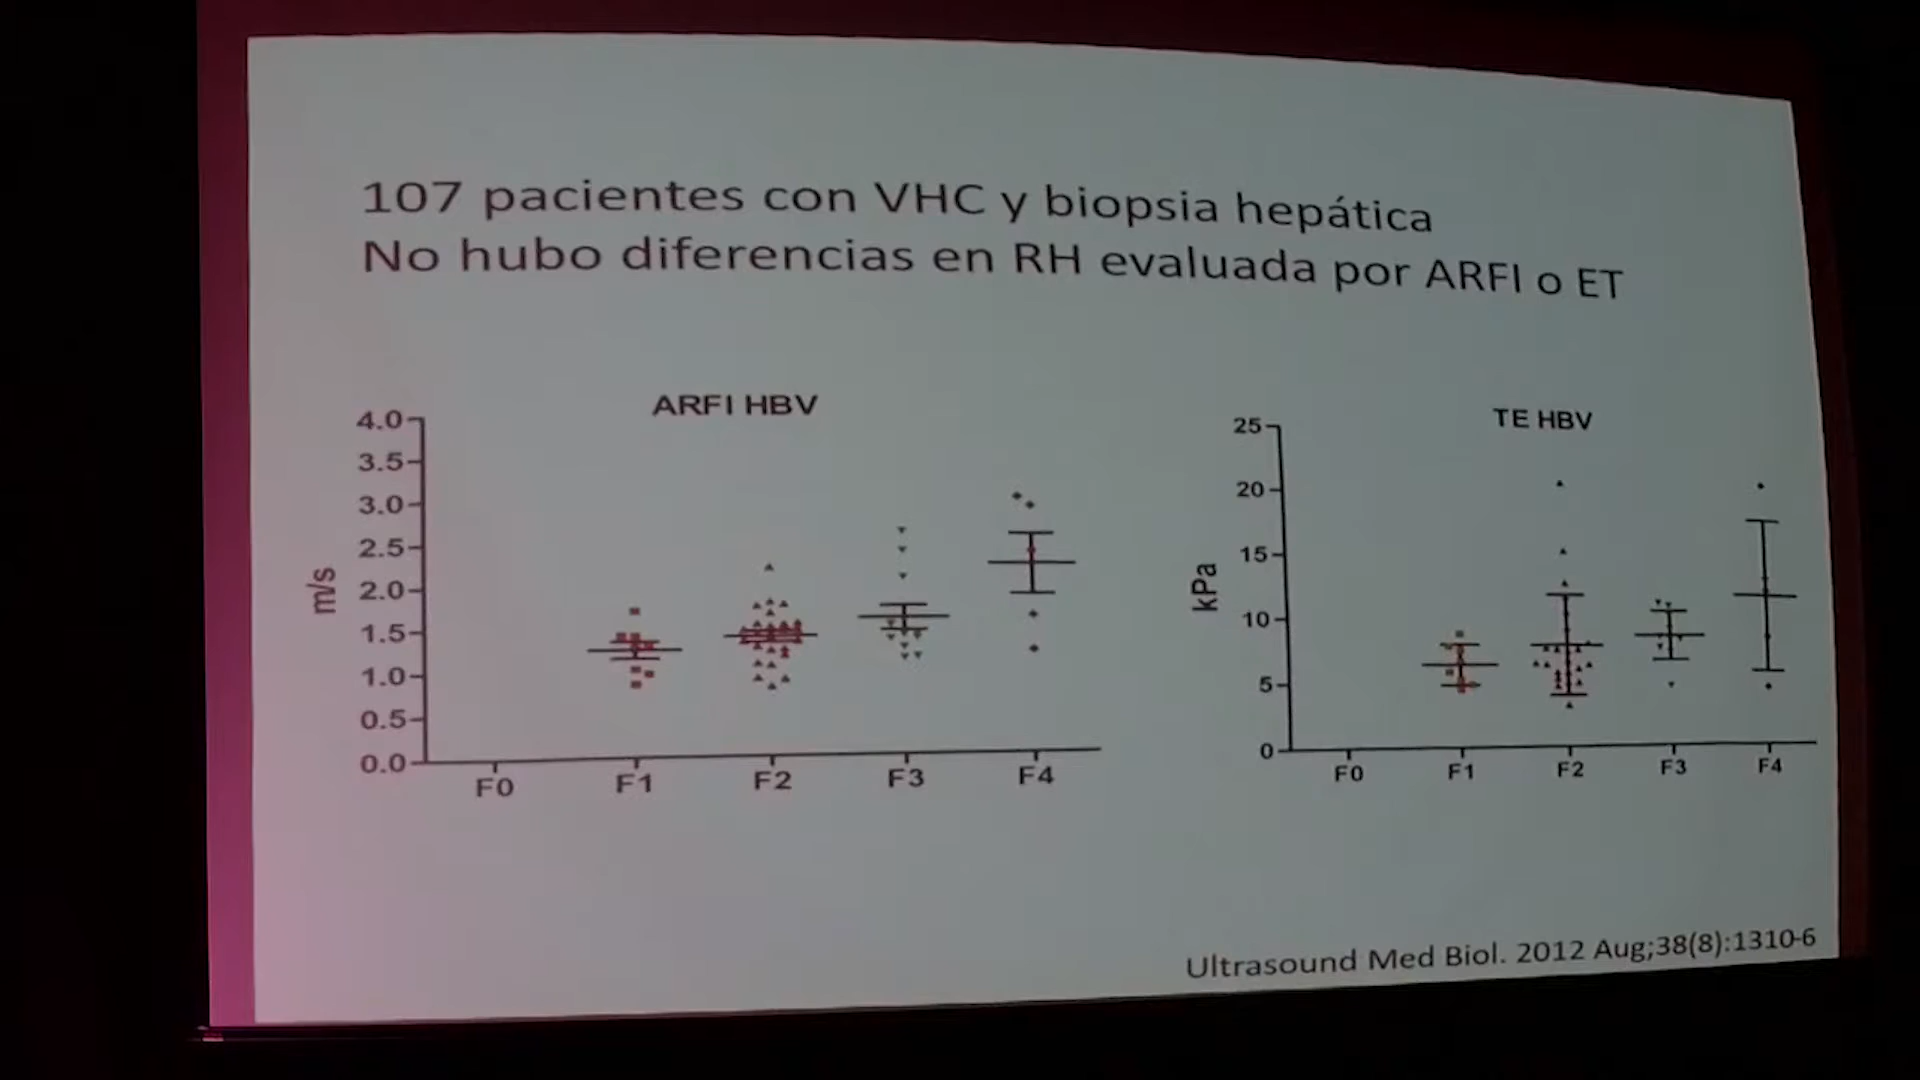 107 pacientes con VHC y biopsia hepática
No hubo diferencias en RH evaluada por ARFI o ET
ARFI HBV
4.0
3.5
3.0
2.5
2.0
1.5
1.0
0.5
0.0
m/s
F0 F1 F2 F3 F4
TE HBV
25
20
15
10
5
0
kPa
F0 F1 F2 F3 F4
Ultrasound Med Biol. 2012 Aug;38(8):1310-6